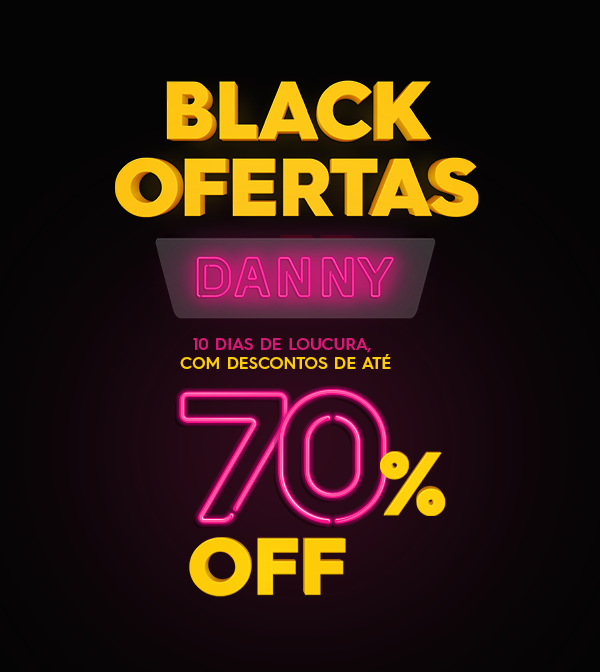 BLACK
OFERTAS
DANNY
10 DIAS DE LOUCURA,
COM DESCONTOS DE ATÉ
70%
OFF